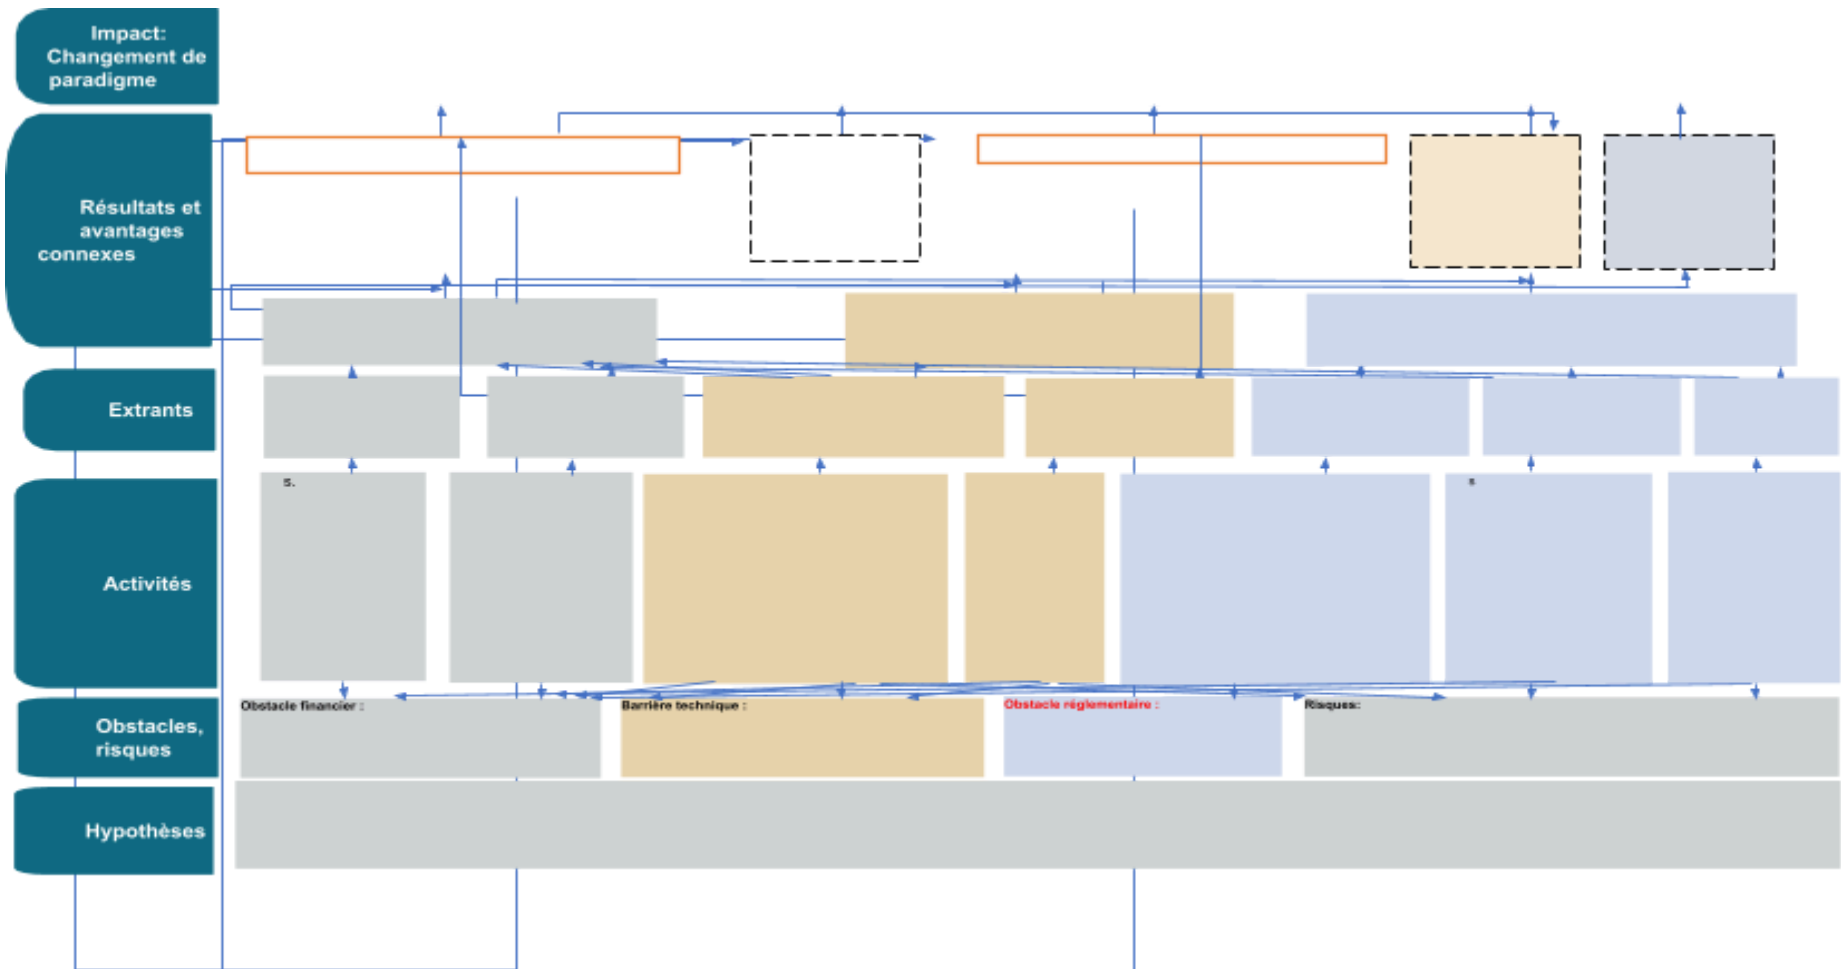 Impact:
Changement de
paradigme
Résultats et
avantages
connexes
Extrants
s.
s
Activités
Obstacle financier :
Barrière technique :
Obstacle réglementaire :
Risques:
Obstacles,
risques
Hypothèses